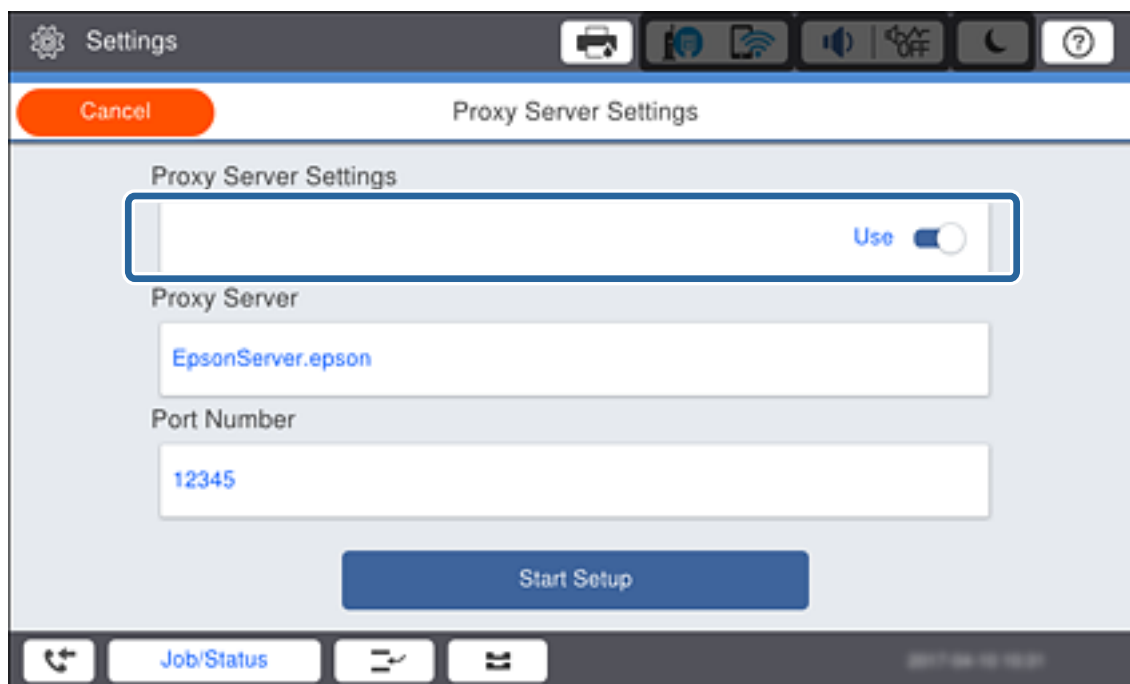 Settings
OFF
Cancel
Proxy Server Settings
Proxy Server Settings
Use
Proxy Server
EpsonServer.epson
Port Number
12345
Start Setup
Job/Status